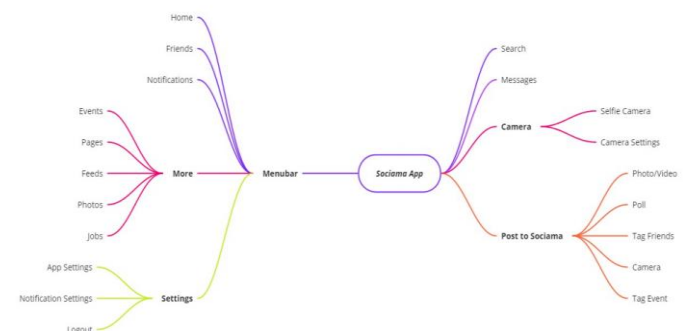 Home
Friends
Notifications
Events
Pages
Feeds
Photos
Jobs
More
App Settings
Notification Settings
Logout
Settings
Menubar
Sociama App
Search
Messages
Camera
Selfie Camera
Camera Settings
Post to Sociama
Photo/Video
Poll
Tag Friends
Camera
Tag Event